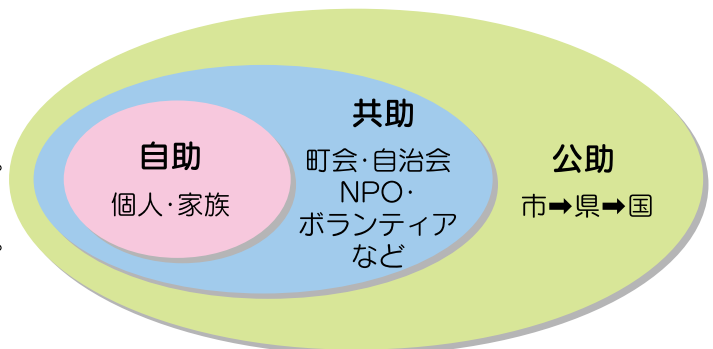 自助
個人・家族
共助
町会・自治会
NPO・
ボランティア
など
公助
市➡県➡国
。
。